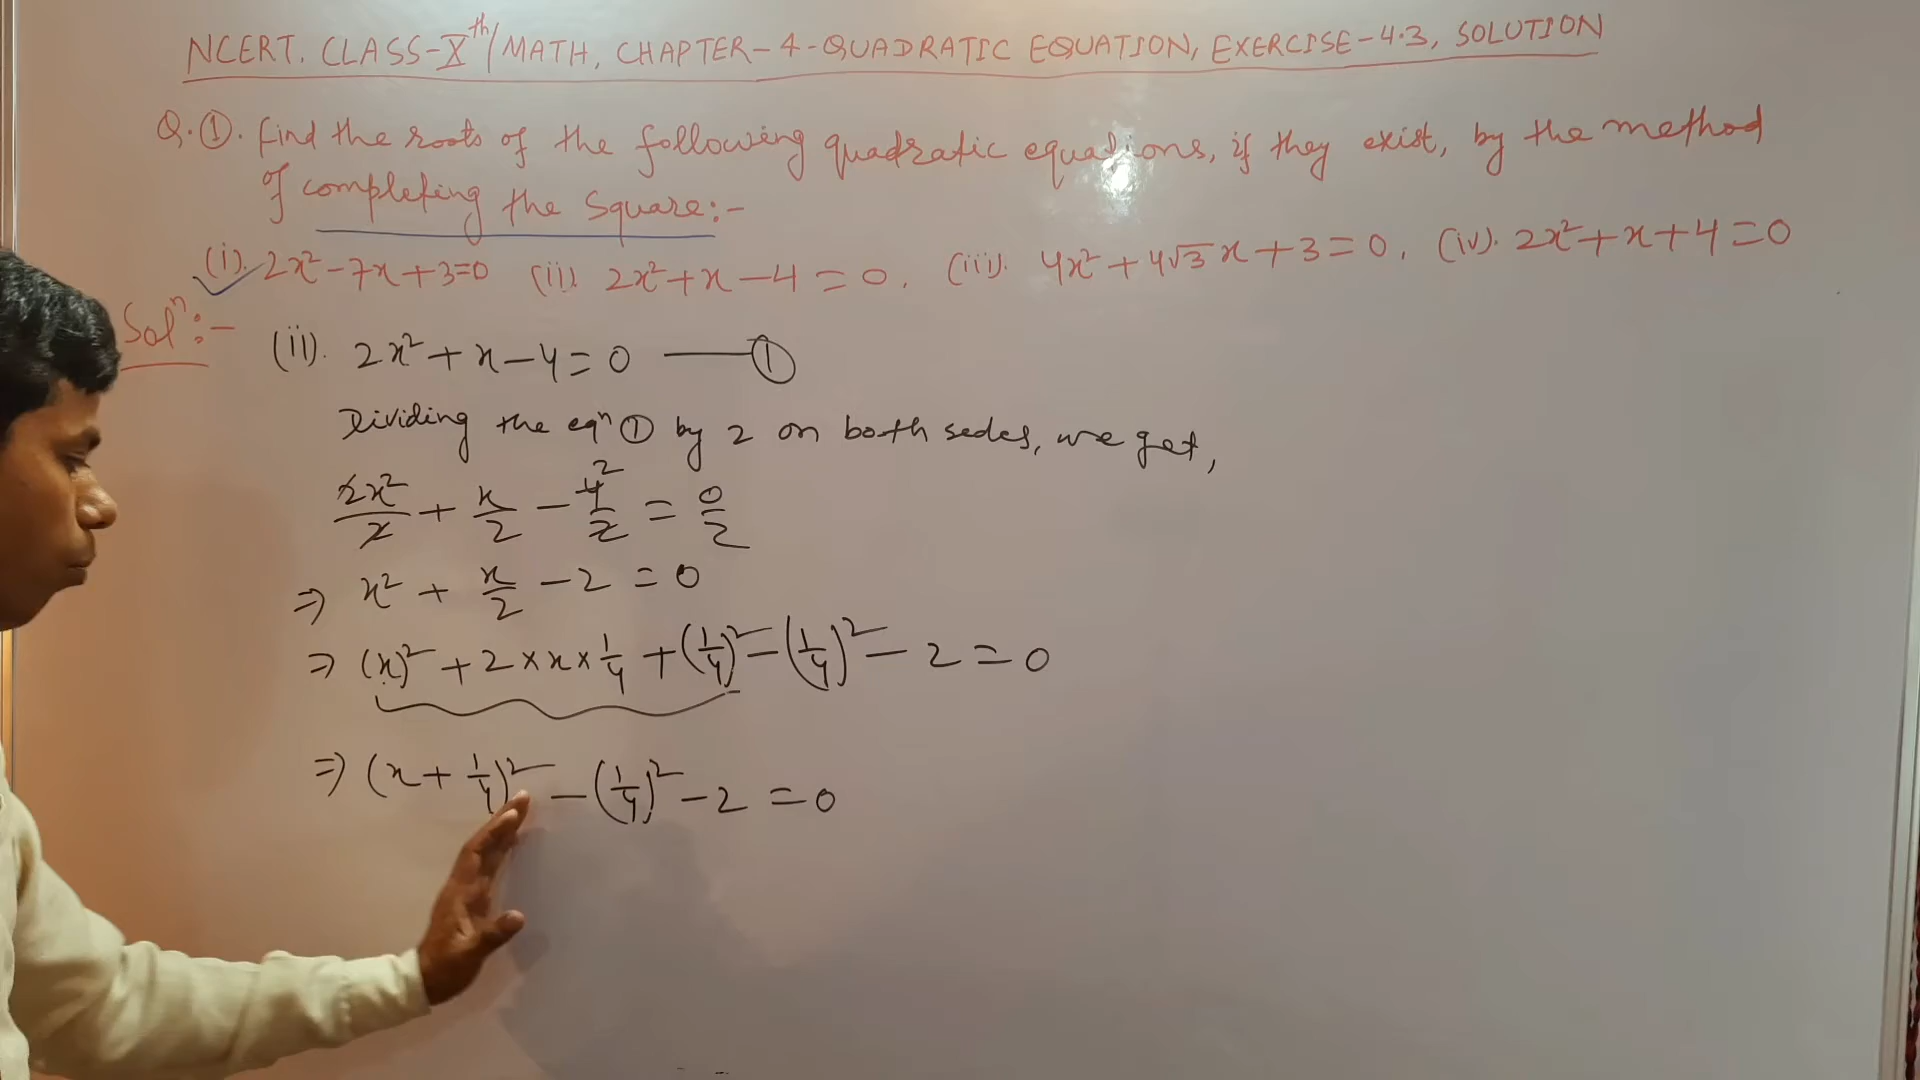 NCERT. CLASS-Xth/MATH, CHAPTER-4-QUADRATIC EQUATION, EXERCISE-4.3, SOLUTION
Q.①. Find the roots of the following quadratic equations, if they exist, by the method
of completing the square:-
(i). 2x²-7x+3=0 (ii). 2x²+x-4=0, (iii). 4x²+4√3x+3=0, (iv). 2x²+x+4=0
Solⁿ:-
(ii). 2x²+x-4=0 —— ①
Dividing the eqⁿ ① by 2 on both sedes, we get,
2x²/2 + x/2 - 4/2 2 = 0/2
⇒ x² + x/2 - 2 = 0
⇒ (x)² + 2×x×1/4 + (1/4)² - (1/4)² - 2 = 0
⇒ (x+1/4)² - (1/4)² - 2 = 0